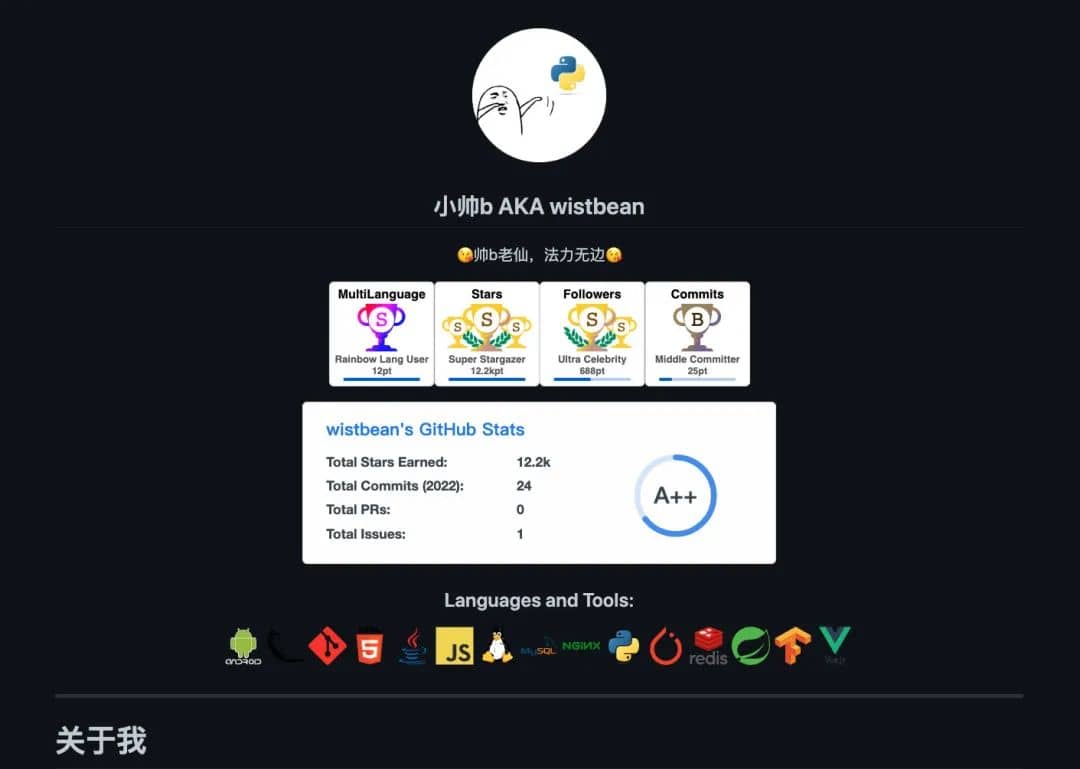 小帅b AKA wistbean
😘帅b老仙，法力无边😘
MultiLanguage Stars Followers Commits
S S S S S S B
Rainbow Lang User Super Stargazer Ultra Celebrity Middle Committer
12pt 12.2kpt 688pt 25pt
wistbean's GitHub Stats
Total Stars Earned: 12.2k
Total Commits (2022): 24
A++
Total PRs: 0
Total Issues: 1
Languages and Tools:
ANDROID 5 JS MySQL NGINX redis Vue.js
关于我